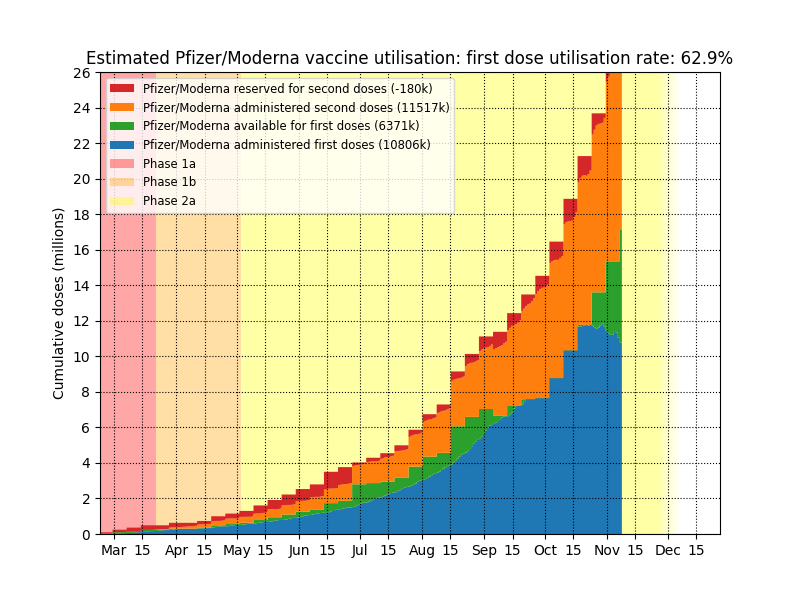 Estimated Pfizer/Moderna vaccine utilisation: first dose utilisation rate: 62.9%
26
24
22
20
18
16
14
12
10
8
6
4
2
0
Cumulative doses (millions)
Pfizer/Moderna reserved for second doses (-180k)
Pfizer/Moderna administered second doses (11517k)
Pfizer/Moderna available for first doses (6371k)
Pfizer/Moderna administered first doses (10806k)
Phase 1a
Phase 1b
Phase 2a
Mar 15 Apr 15 May 15 Jun 15 Jul 15 Aug 15 Sep 15 Oct 15 Nov 15 Dec 15